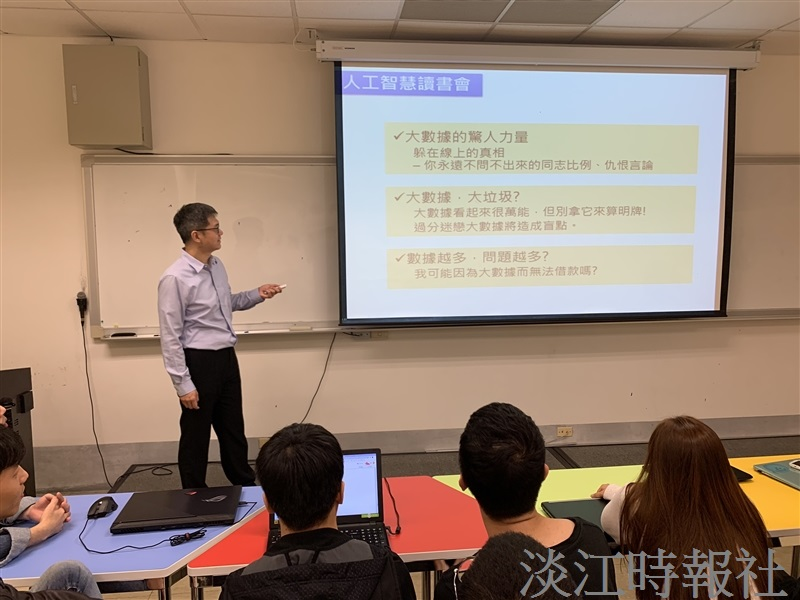 人工智慧讀書會
✓大數據的驚人力量
躲在線上的真相
– 你永遠不問不出來的同志比例，仇恨言論
✓大數據，大垃圾?
大數據看起來很萬能，但別拿它來算明牌!
過分迷戀大數據將造成盲點。
✓數據越多，問題越多?
我可能因為大數據而無法借款嗎?
淡江時報社